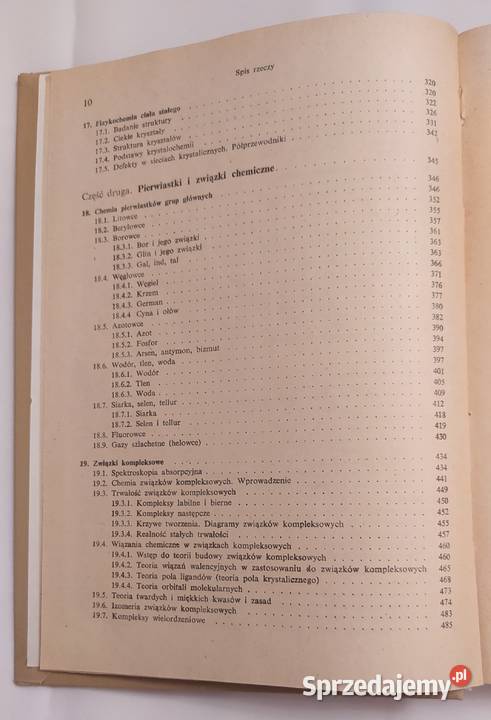 Spis rzeczy
10
17. Fizykochemia ciała stałego 320
17.1. Badanie struktury 320
17.2. Ciekłe kryształy 322
17.3. Struktura kryształów 326
17.4. Podstawy krystalochemii 331
17.5. Defekty w sieciach krystalicznych. Półprzewodniki 342
Część druga. Pierwiastki i związki chemiczne 345
18. Chemia pierwiastków grup głównych 346
18.1. Litowce 346
18.2. Berylowce 352
18.3. Borowce 355
18.3.1. Bor i jego związki 357
18.3.2. Glin i jego związki 361
18.3.3. Gal, ind, tal 363
18.4. Węglowce 363
18.4.1. Węgiel 366
18.4.2. Krzem 371
18.4.3. German 376
18.4.4 Cyna i ołów 377
18.5. Azotowce 380
18.5.1. Azot 382
18.5.2. Fosfor 390
18.5.3. Arsen, antymon, bizmut 394
18.6. Wodór, tlen, woda 397
18.6.1. Wodór 397
18.6.2. Tlen 401
18.6.3. Woda 405
18.7. Siarka, selen, tellur 409
18.7.1. Siarka 412
18.7.2. Selen i tellur 418
18.8. Fluorowce 419
18.9. Gazy szlachetne (helowce) 430
19. Związki kompleksowe 434
19.1. Spektroskopia absorpcyjna 434
19.2. Chemia związków kompleksowych. Wprowadzenie 441
19.3. Trwałość związków kompleksowych 449
19.3.1. Kompleksy labilne i bierne 450
19.3.2. Kompleksy następcze 452
19.3.3. Krzywe tworzenia. Diagramy związków kompleksowych 455
19.3.4. Realność stałych trwałości 457
19.4. Wiązania chemiczne w związkach kompleksowych 460
19.4.1. Wstęp do teorii budowy związków kompleksowych 460
19.4.2. Teoria wiązań walencyjnych w zastosowaniu do związków kompleksowych 465
19.4.3. Teoria pola ligandów (teoria pola krystalicznego) 468
19.4.4. Teoria orbitali molekularnych 473
19.5. Teoria twardych i miękkich kwasów i zasad 474
19.6. Izomeria związków kompleksowych 483
19.7. Kompleksy wielordzeniowe 485
Sprzedajemy.pl